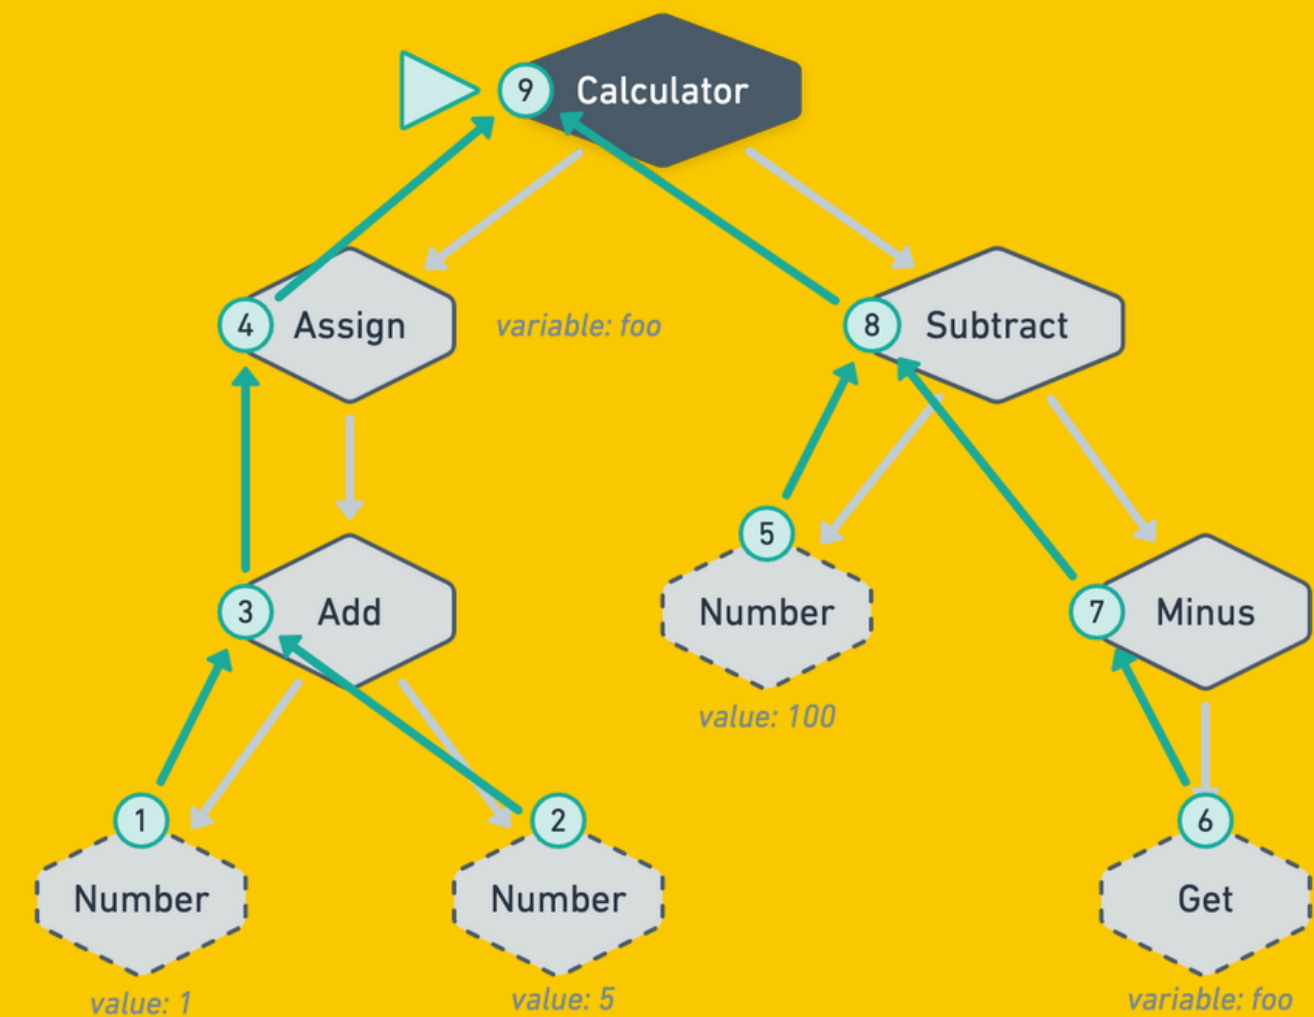 9
Calculator
4
Assign
variable: foo
8
Subtract
5
3
Add
Number
7
Minus
value: 100
1
2
6
Number
Number
Get
value: 1
value: 5
variable: foo